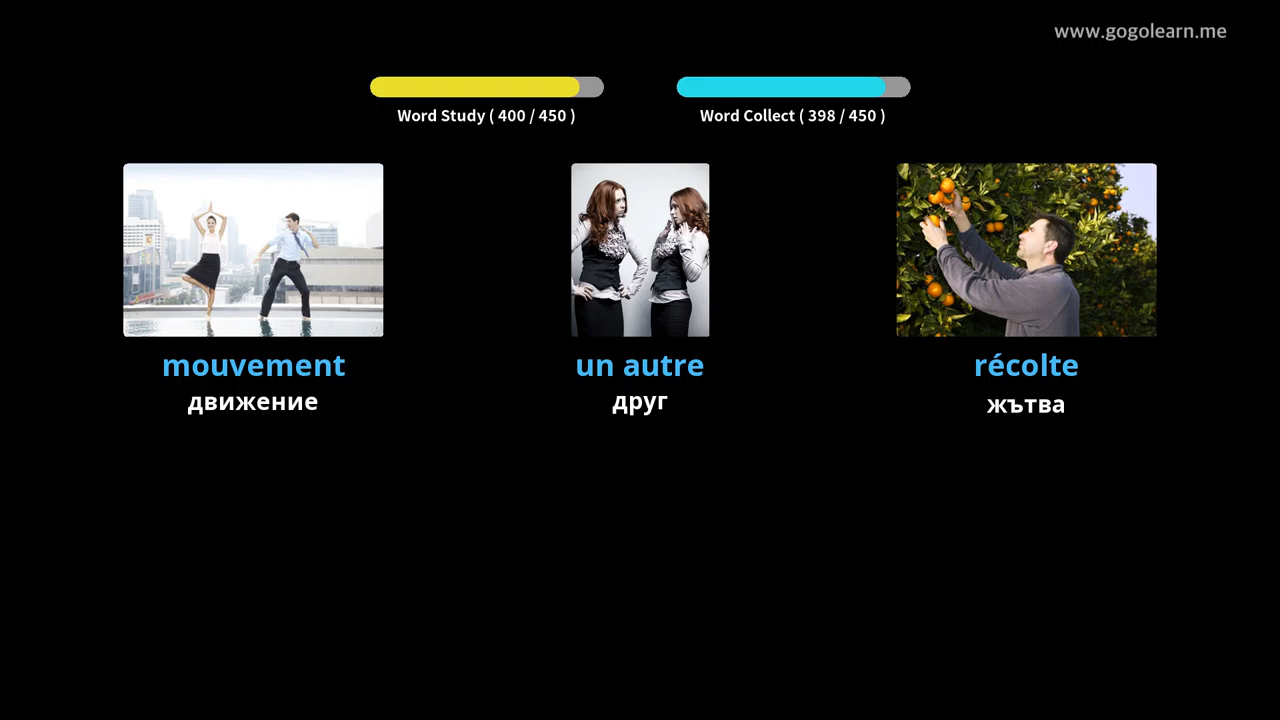 www.gogolearn.me
Word Study ( 400 / 450 )
Word Collect ( 398 / 450 )
mouvement
движение
un autre
друг
récolte
жътва